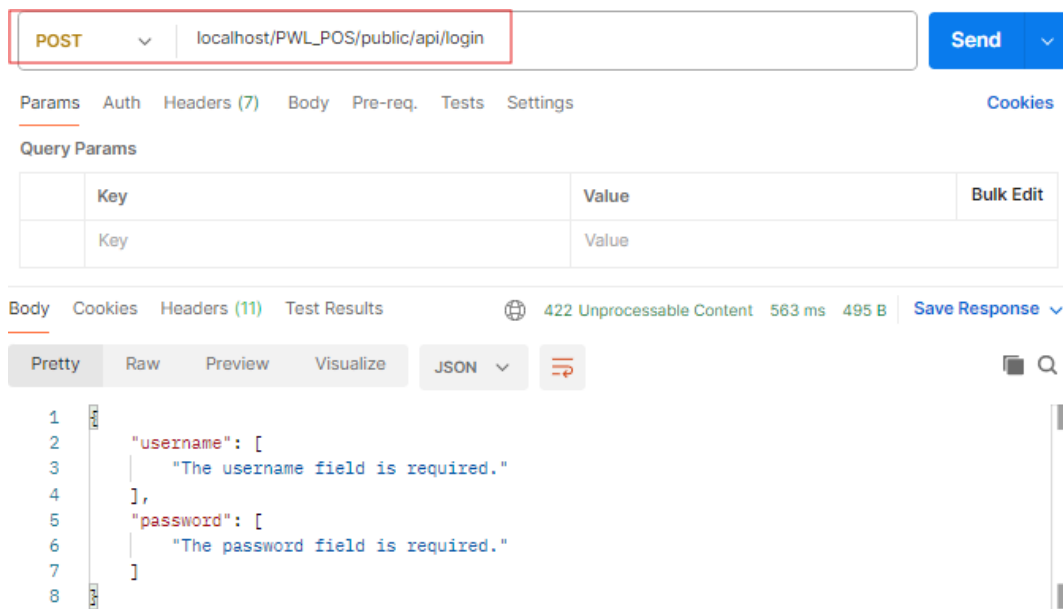 POST localhost/PWL_POS/public/api/login Send
Params Auth Headers (7) Body Pre-req. Tests Settings Cookies
Query Params
Key Value Bulk Edit
Key Value
Body Cookies Headers (11) Test Results 422 Unprocessable Content 563 ms 495 B Save Response
Pretty Raw Preview Visualize JSON
1 {
2 "username": [
3 "The username field is required."
4 ],
5 "password": [
6 "The password field is required."
7 ]
8 }